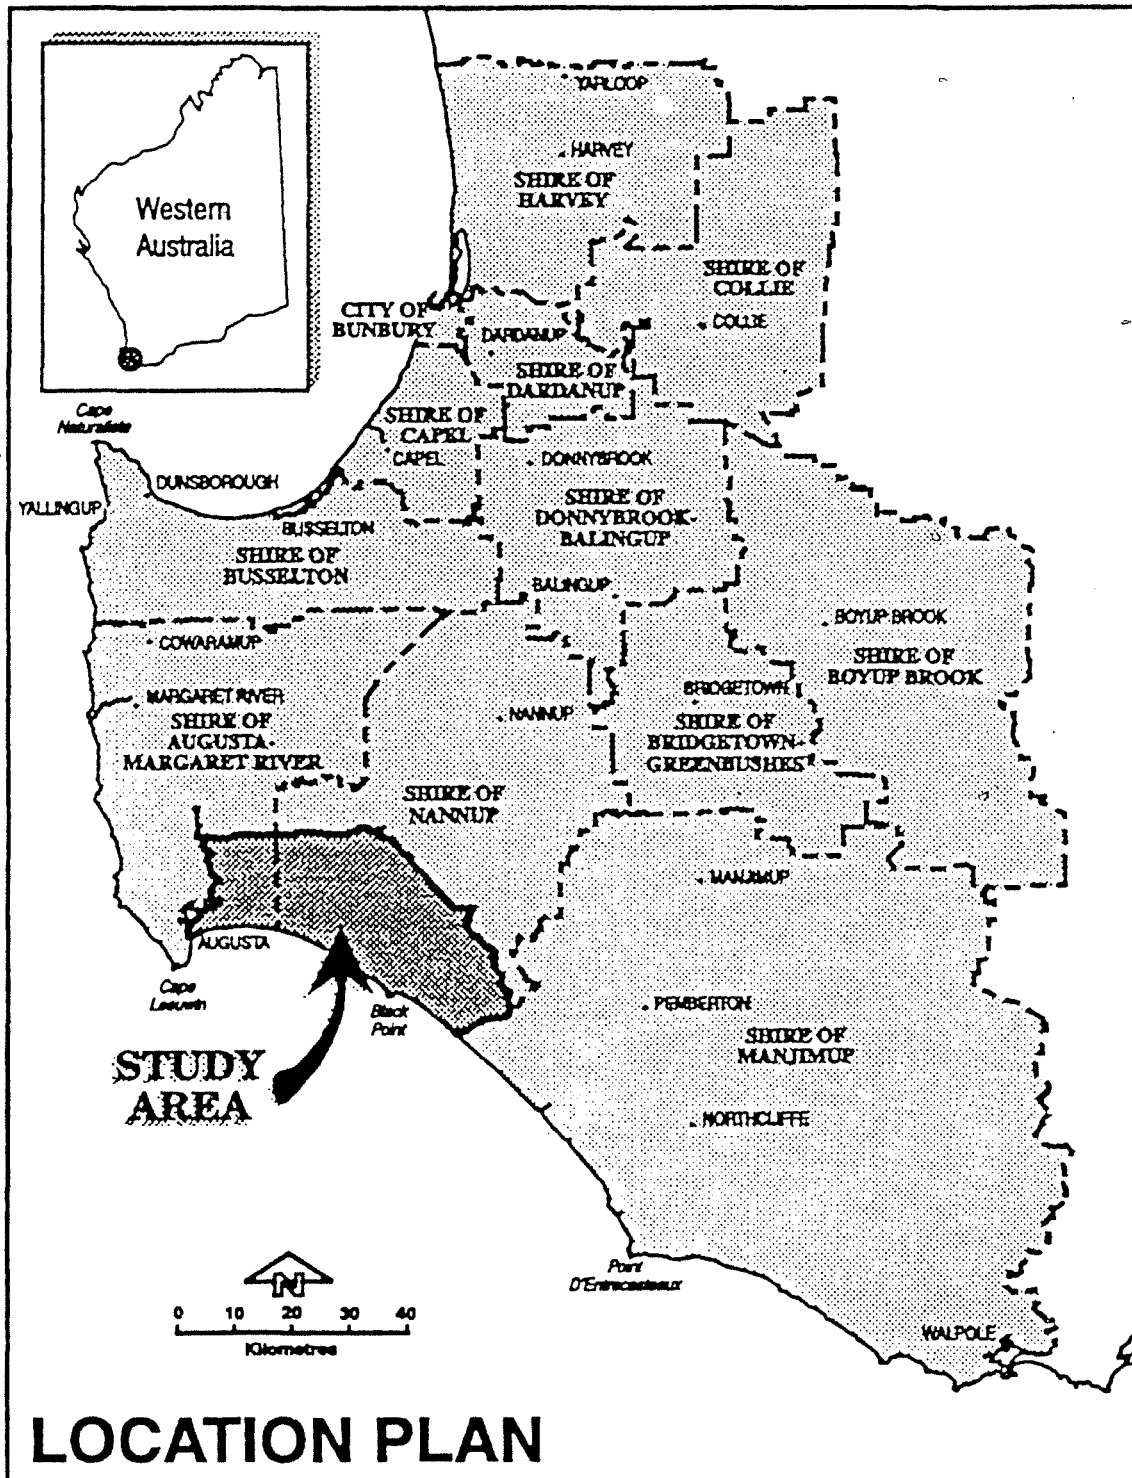 Western
Australia
YARLOOP
HARVEY
SHIRE OF
HARVEY
SHIRE OF
COLLIE
COLLIE
CITY OF
BUNBURY
DARDANUP
SHIRE OF
DARDANUP
Cape
Naturaliste
SHIRE OF
CAPEL
CAPEL
DONNYBROOK
DUNSBOROUGH
YALLINGUP
SHIRE OF
DONNYBROOK-
BALINGUP
BUSSELTON
SHIRE OF
BUSSELTON
BALINGUP
BOYUP BROOK
SHIRE OF
BOYUP BROOK
COWARAMUP
MARGARET RIVER
SHIRE OF
AUGUSTA-
MARGARET RIVER
NANNUP
BRIDGETOWN
SHIRE OF
BRIDGETOWN-
GREENBUSHES
SHIRE OF
NANNUP
MANJIMUP
AUGUSTA
Cape
Leeuwin
Black
Point
PEMBERTON
SHIRE OF
MANJIMUP
STUDY
AREA
NORTHCLIFFE
Point
D'Entrecasteaux
N
0 10 20 30 40
Kilometres
WALPOLE
LOCATION PLAN